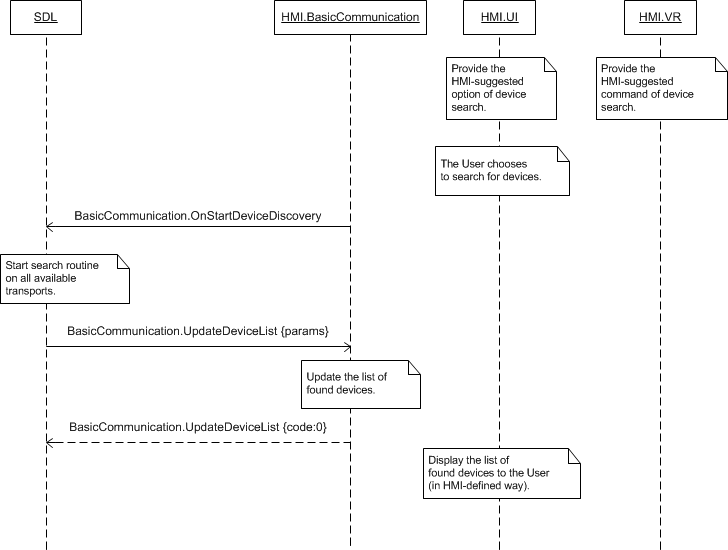 SDL
HMI.BasicCommunication
HMI.UI
HMI.VR
Provide the
HMI-suggested
option of device
search.
Provide the
HMI-suggested
command of device
search.
The User chooses
to search for devices.
BasicCommunication.OnStartDeviceDiscovery
Start search routine
on all available
transports.
BasicCommunication.UpdateDeviceList {params}
Update the list of
found devices.
BasicCommunication.UpdateDeviceList {code:0}
Display the list of
found devices to the User
(in HMI-defined way).